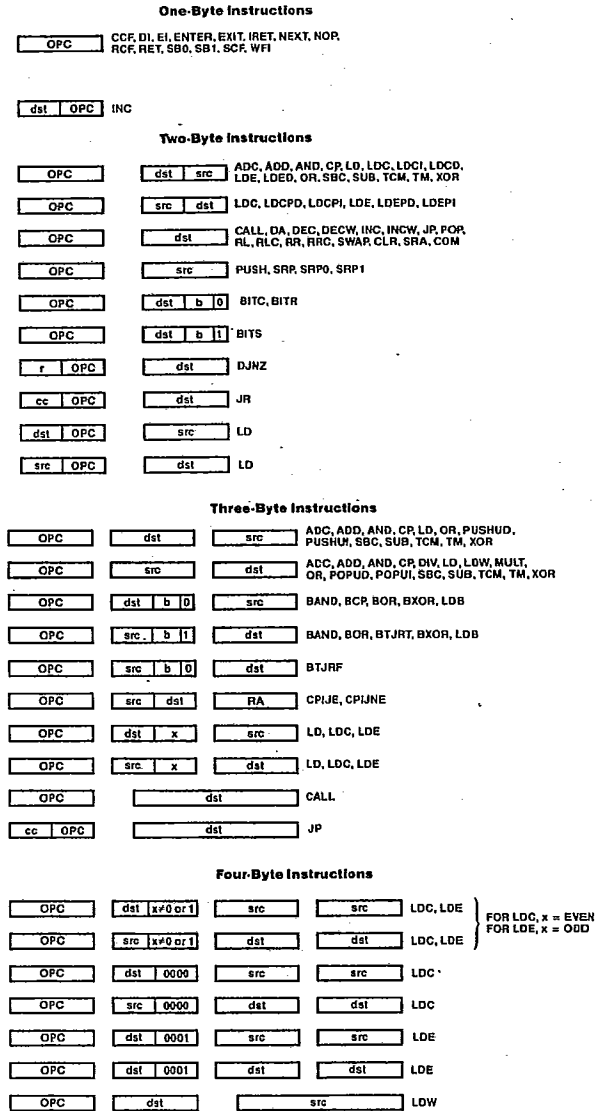 One-Byte Instructions
OPC CCF, DI, EI, ENTER, EXIT, IRET, NEXT, NOP,
RCF, RET, SB0, SB1, SCF, WFI
dst OPC INC
Two-Byte Instructions
OPC dst src ADC, ADD, AND, CP, LD, LDC, LDCI, LDCD,
LDE, LDED, OR, SBC, SUB, TCM, TM, XOR
OPC src dst LDC, LDCPD, LDCPI, LDE, LDEPD, LDEPI
OPC dst CALL, DA, DEC, DECW, INC, INCW, JP, POP,
RL, RLC, RR, RRC, SWAP, CLR, SRA, COM
OPC src PUSH, SRP, SRP0, SRP1
OPC dst b 0 BITC, BITR
OPC dst b 1 BITS
r OPC dst DJNZ
cc OPC dst JR
dst OPC src LD
src OPC dst LD
Three-Byte Instructions
OPC dst src ADC, ADD, AND, CP, LD, OR, PUSHUD,
PUSHUI, SBC, SUB, TCM, TM, XOR
OPC src dst ADC, ADD, AND, CP, DIV, LD, LDW, MULT,
OR, POPUD, POPUI, SBC, SUB, TCM, TM, XOR
OPC dst b 0 src BAND, BCP, BOR, BXOR, LDB
OPC src b 1 dst BAND, BOR, BTJRT, BXOR, LDB
OPC src b 0 dst BTJRF
OPC src dst RA CPIJE, CPIJNE
OPC dst x src LD, LDC, LDE
OPC src x dst LD, LDC, LDE
OPC dst CALL
cc OPC dst JP
Four-Byte Instructions
OPC dst x≠0 or 1 src src LDC, LDE
FOR LDC, x = EVEN
FOR LDE, x = ODD
OPC src x≠0 or 1 dst dst LDC, LDE
OPC dst 0000 src src LDC
OPC src 0000 dst dst LDC
OPC dst 0001 src src LDE
OPC dst 0001 dst dst LDE
OPC dst src LDW